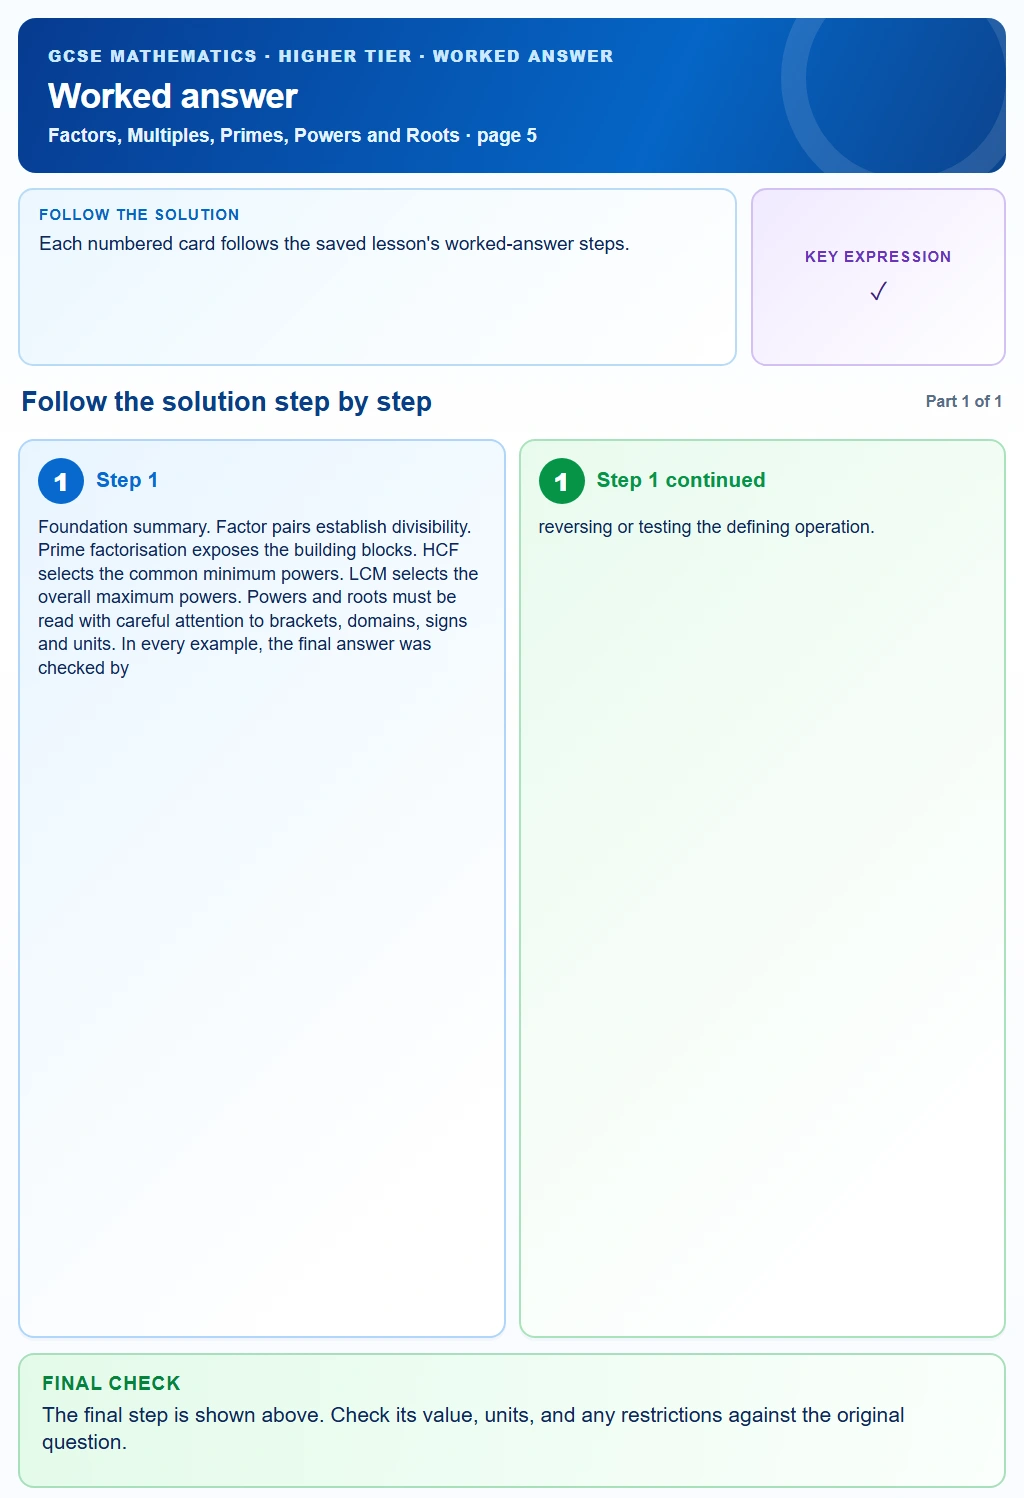 GCSE MATHEMATICS · HIGHER TIER · WORKED ANSWER
Worked answer
Factors, Multiples, Primes, Powers and Roots · page 5
FOLLOW THE SOLUTION
Each numbered card follows the saved lesson's worked-answer steps.
KEY EXPRESSION
✓
Follow the solution step by step
Part 1 of 1
1 Step 1
Foundation summary. Factor pairs establish divisibility.
Prime factorisation exposes the building blocks. HCF
selects the common minimum powers. LCM selects the
overall maximum powers. Powers and roots must be
read with careful attention to brackets, domains, signs
and units. In every example, the final answer was
checked by
1 Step 1 continued
reversing or testing the defining operation.
FINAL CHECK
The final step is shown above. Check its value, units, and any restrictions against the original
question.